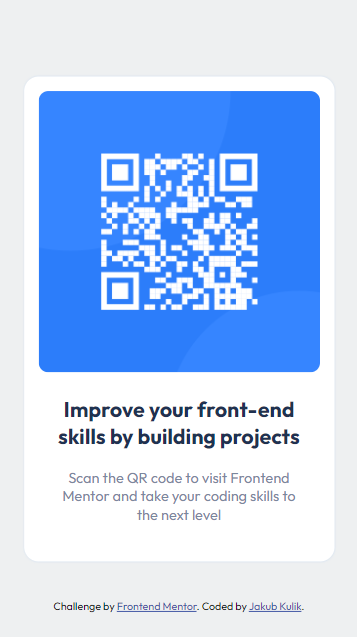 Improve your front-end
skills by building projects
Scan the QR code to visit Frontend
Mentor and take your coding skills to
the next level
Challenge by Frontend Mentor. Coded by Jakub Kulik.